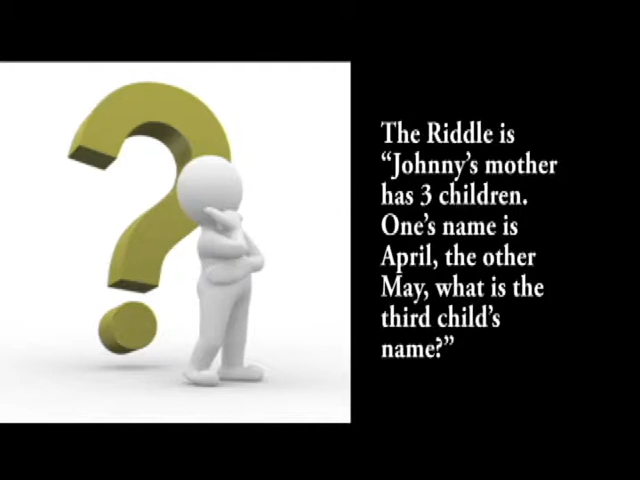 The Riddle is
“Johnny’s mother
has 3 children.
One’s name is
April, the other
May, what is the
third child’s
name?”